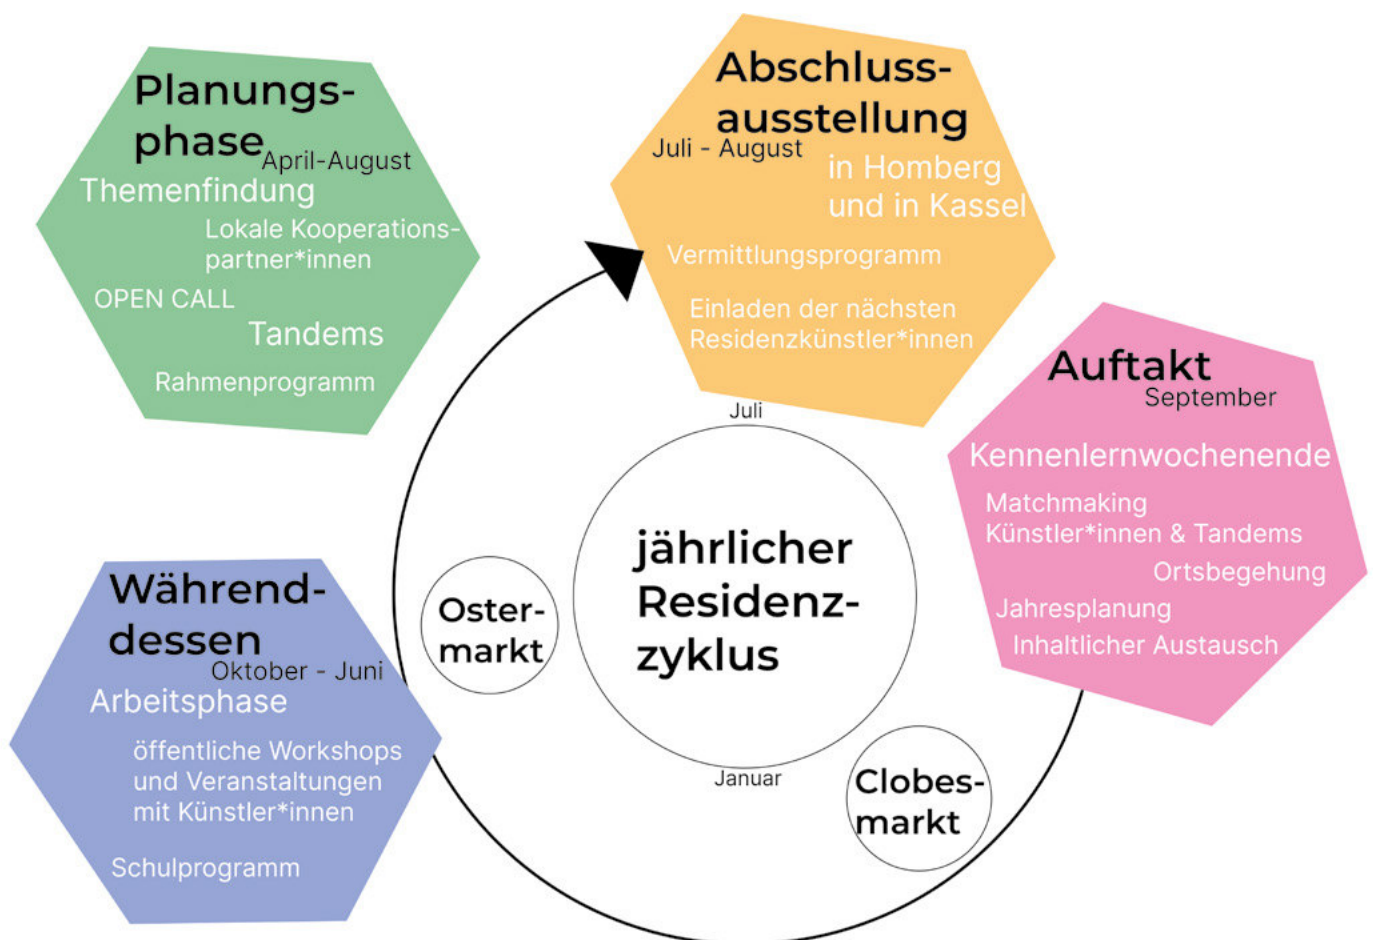 Planungs-
phase
April-August
Themenfindung
Lokale Kooperations-
partner*innen
OPEN CALL
Tandems
Rahmenprogramm
Abschluss-
ausstellung
Juli - August
in Homberg
und in Kassel
Vermittlungsprogramm
Einladen der nächsten
Residenzkünstler*innen
Auftakt
September
Kennenlernwochenende
Matchmaking
Künstler*innen & Tandems
Ortsbegehung
Jahresplanung
Inhaltlicher Austausch
Während-
dessen
Oktober - Juni
Arbeitsphase
öffentliche Workshops
und Veranstaltungen
mit Künstler*innen
Schulprogramm
Juli
jährlicher
Residenz-
zyklus
Januar
Oster-
markt
Clobes-
markt